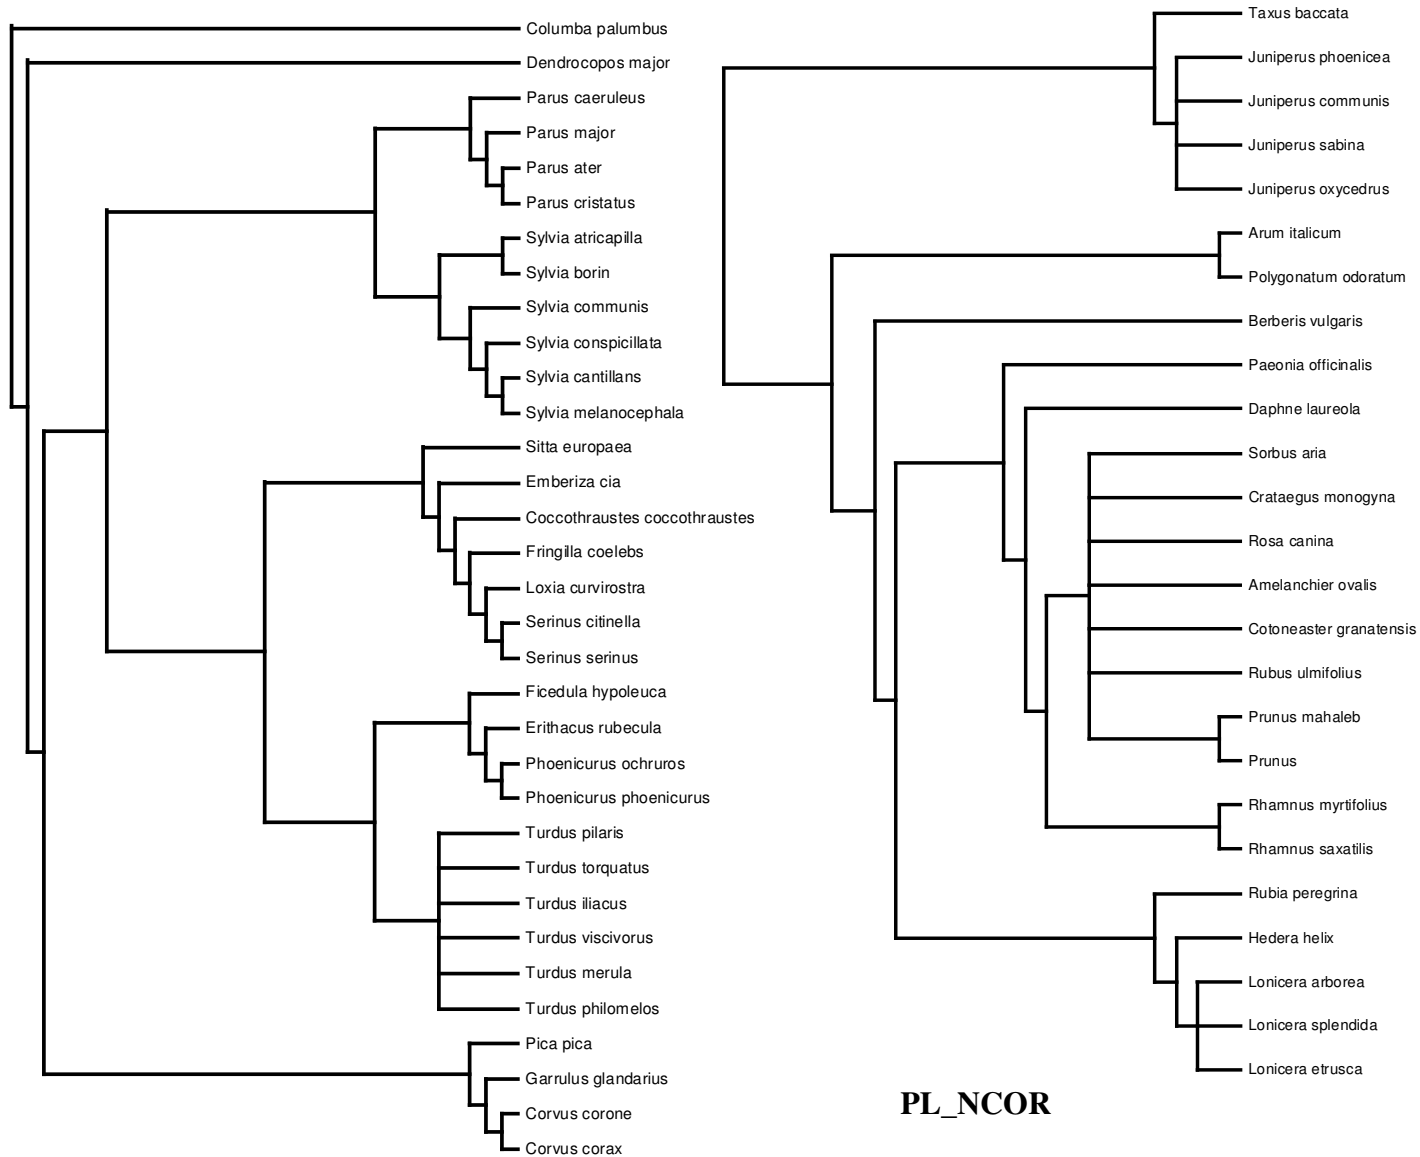 Columba palumbus
Dendrocopos major
Parus caeruleus
Parus major
Parus ater
Parus cristatus
Sylvia atricapilla
Sylvia borin
Sylvia communis
Sylvia conspicillata
Sylvia cantillans
Sylvia melanocephala
Sitta europaea
Emberiza cia
Coccothraustes coccothraustes
Fringilla coelebs
Loxia curvirostra
Serinus citinella
Serinus serinus
Ficedula hypoleuca
Erithacus rubecula
Phoenicurus ochruros
Phoenicurus phoenicurus
Turdus pilaris
Turdus torquatus
Turdus iliacus
Turdus viscivorus
Turdus merula
Turdus philomelos
Pica pica
Garrulus glandarius
Corvus corone
Corvus corax
Taxus baccata
Juniperus phoenicea
Juniperus communis
Juniperus sabina
Juniperus oxycedrus
Arum italicum
Polygonatum odoratum
Berberis vulgaris
Paeonia officinalis
Daphne laureola
Sorbus aria
Crataegus monogyna
Rosa canina
Amelanchier ovalis
Cotoneaster granatensis
Rubus ulmifolius
Prunus mahaleb
Prunus
Rhamnus myrtifolius
Rhamnus saxatilis
Rubia peregrina
Hedera helix
Lonicera arborea
Lonicera splendida
Lonicera etrusca
PL_NCOR